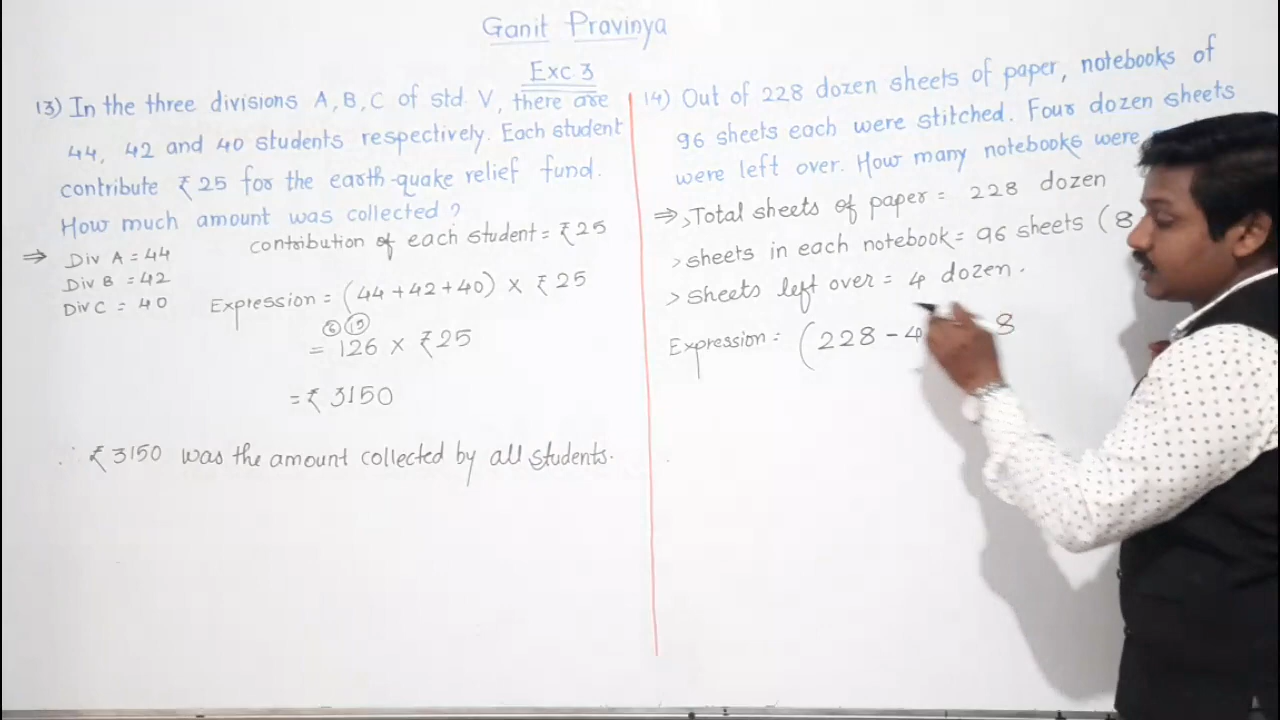 Ganit Pravinya
Exc 3
13) In the three divisions A, B, C of std. V, there are
44, 42 and 40 students respectively. Each student
contribute ₹ 25 for the earth-quake relief fund.
How much amount was collected ?
⇒ Div A = 44
Div B = 42
Div C = 40
contribution of each student = ₹ 25
Expression = (44 + 42 + 40) × ₹ 25
= 126 × ₹ 25
= ₹ 3150
∴ ₹ 3150 was the amount collected by all students.
14) Out of 228 dozen sheets of paper, notebooks of
96 sheets each were stitched. Four dozen sheets
were left over. How many notebooks were
⇒ > Total sheets of paper = 228 dozen
> sheets in each notebook = 96 sheets (8
> sheets left over = 4 dozen.
Expression = (228 - 4 8